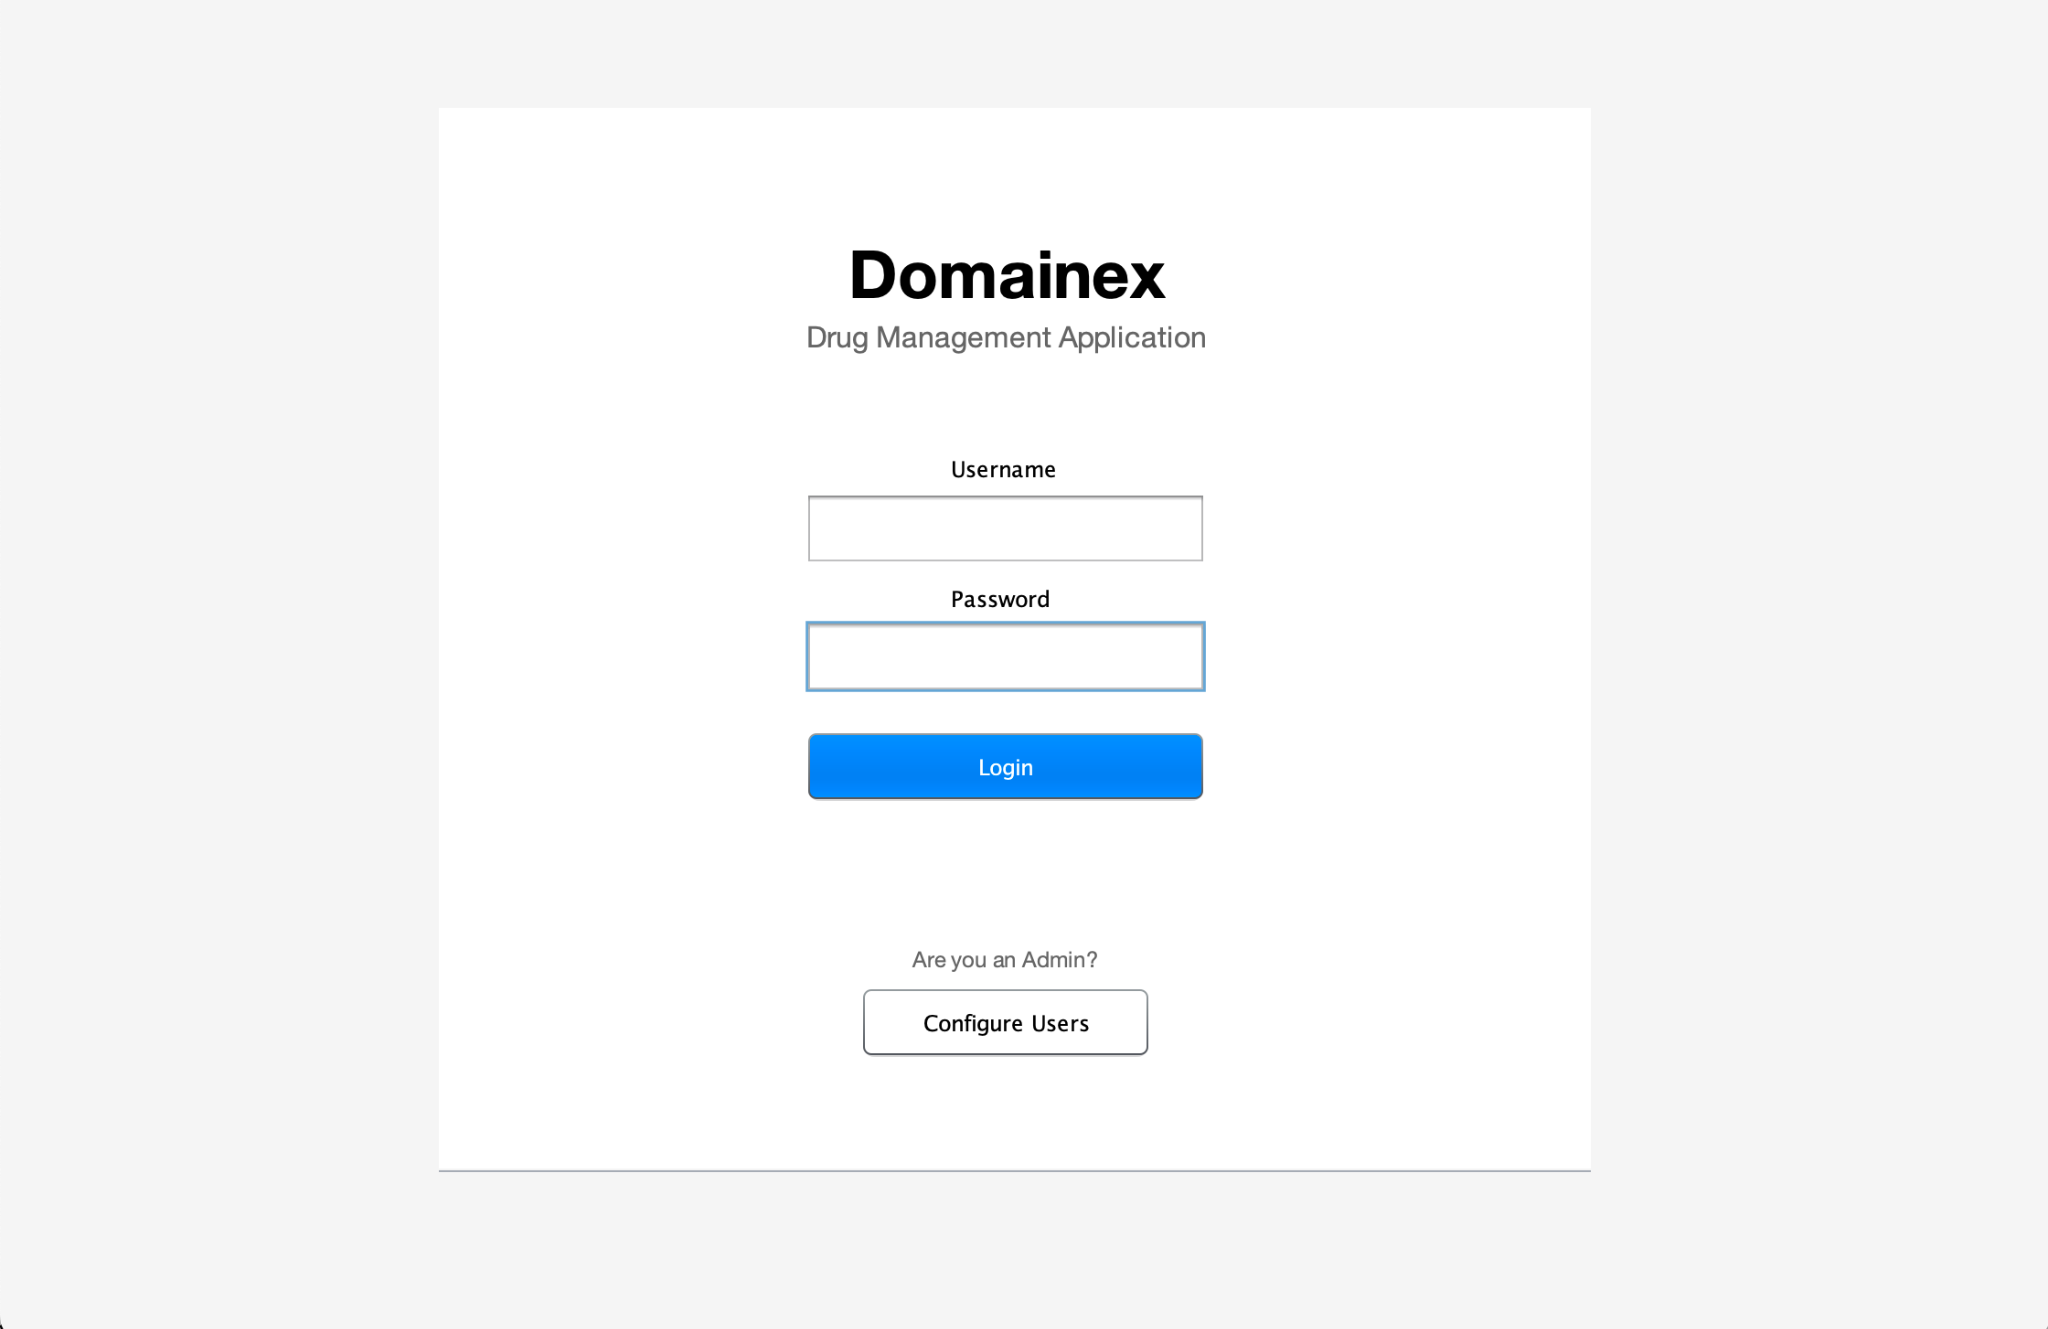 Domainex
Drug Management Application
Username
Password
Login
Are you an Admin?
Configure Users